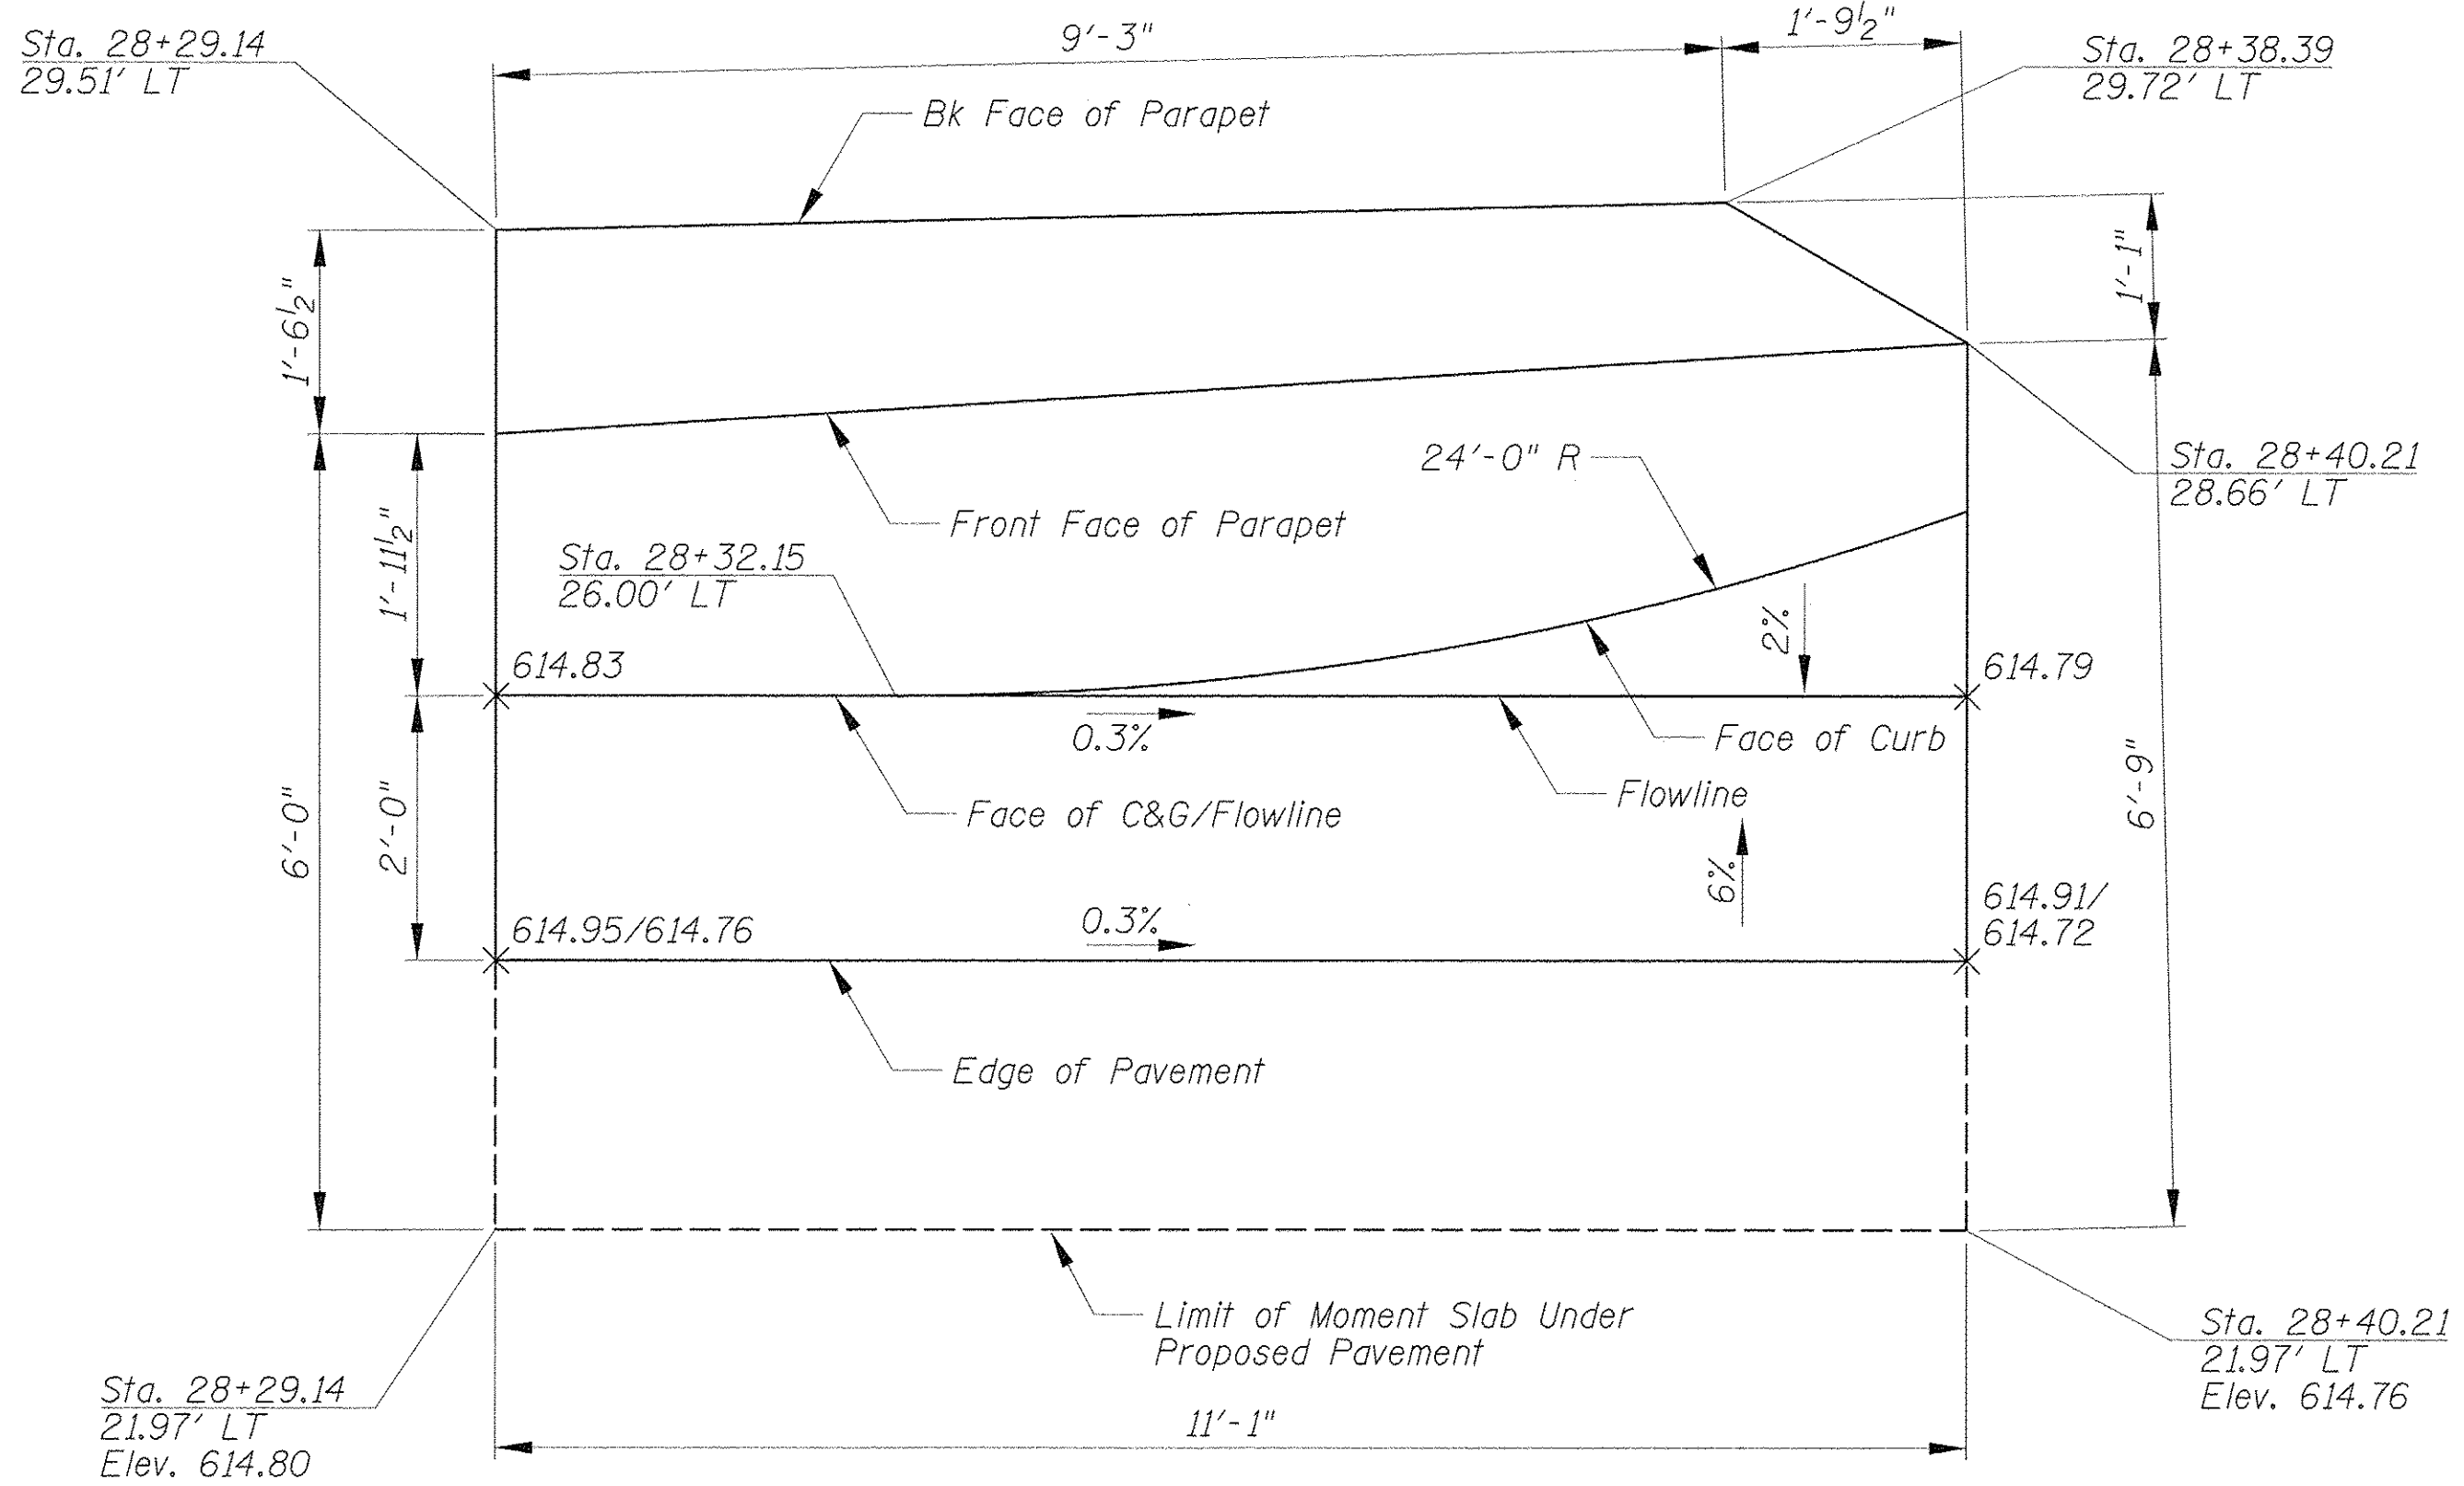 9'-3"
1'-9½"
Sta. 28+29.14
29.51' LT
Sta. 28+38.39
29.72' LT
Bk Face of Parapet
1'-6½"
1'-1"
24'-0" R
Sta. 28+40.21
28.66' LT
Front Face of Parapet
1'-11½"
Sta. 28+32.15
26.00' LT
2%
614.83
614.79
0.3%
Face of Curb
Flowline
Face of C&G/Flowline
6'-0"
2'-0"
6'-9"
6%
614.95/614.76
0.3%
614.91/
614.72
Edge of Pavement
Limit of Moment Slab Under
Proposed Pavement
Sta. 28+40.21
21.97' LT
Elev. 614.76
Sta. 28+29.14
21.97' LT
Elev. 614.80
11'-1"